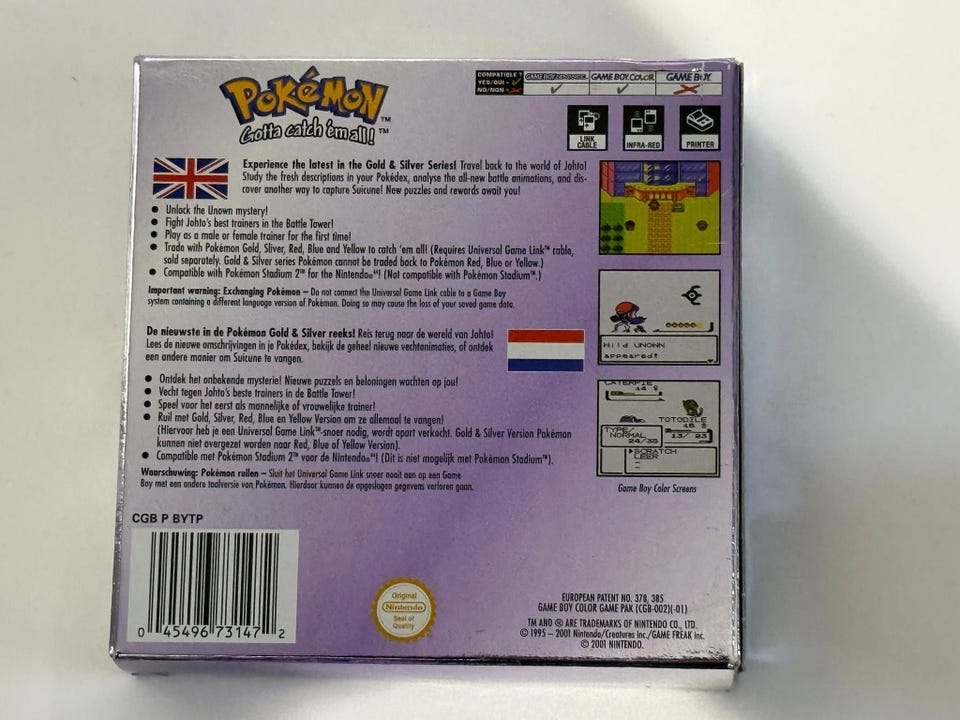 POKéMON™
Gotta catch 'em all!™
COMPATIBLE? YES/OUI - NO/NON -
GAME BOY ADVANCE GAME BOY COLOR GAME BOY
LINK CABLE
INFRA-RED
PRINTER
Experience the latest in the Gold & Silver Series! Travel back to the world of Johto!
Study the fresh descriptions in your Pokédex, analyse the all-new battle animations, and dis-
cover another way to capture Suicune! New puzzles and rewards await you!
• Unlock the Unown mystery!
• Fight Johto's best trainers in the Battle Tower!
• Play as a male or female trainer for the first time!
• Trade with Pokémon Gold, Silver, Red, Blue and Yellow to catch 'em all! (Requires Universal Game Link™ cable,
sold separately. Gold & Silver series Pokémon cannot be traded back to Pokémon Red, Blue or Yellow.)
• Compatible with Pokémon Stadium 2™ for the Nintendo®⁶⁴! (Not compatible with Pokémon Stadium™.)
Important warning: Exchanging Pokémon – Do not connect the Universal Game Link cable to a Game Boy
system containing a different language version of Pokémon. Doing so may cause the loss of your saved game data.
De nieuwste in de Pokémon Gold & Silver reeks! Reis terug naar de wereld van Johto!
Lees de nieuwe omschrijvingen in je Pokédex, bekijk de geheel nieuwe vechtanimaties, of ontdek
een andere manier om Suicune te vangen.
• Ontdek het onbekende mysterie! Nieuwe puzzels en beloningen wachten op jou!
• Vecht tegen Johto's beste trainers in de Battle Tower!
• Speel voor het eerst als mannelijke of vrouwelijke trainer!
• Ruil met Gold, Silver, Red, Blue en Yellow Version om ze allemaal te vangen!
(Hiervoor heb je een Universal Game Link™-snoer nodig, wordt apart verkocht. Gold & Silver Version Pokémon
kunnen niet overgezet worden naar Red, Blue of Yellow Version).
• Compatible met Pokémon Stadium 2™ voor de Nintendo®⁶⁴! (Dit is niet mogelijk met Pokémon Stadium™).
Waarschuwing: Pokémon ruilen – Sluit het Universal Game Link snoer nooit aan op een Game
Boy met een andere taalversie van Pokémon. Hierdoor kunnen de opgeslagen gegevens verloren gaan.
Wild UNOWN
appeared!
CATERPIE
TOTODILE
TYPE/
NORMAL
24/35
13/ 23
SCRATCH
LEER
Game Boy Color Screens
CGB P BYTP
0 45496 73147 2
Original
Nintendo
Seal of
Quality
EUROPEAN PATENT NO. 378, 385
GAME BOY COLOR GAME PAK (CGB-002)(-01)
TM AND ® ARE TRADEMARKS OF NINTENDO CO., LTD.
© 1995 – 2001 Nintendo/Creatures inc./GAME FREAK inc.
© 2001 NINTENDO.